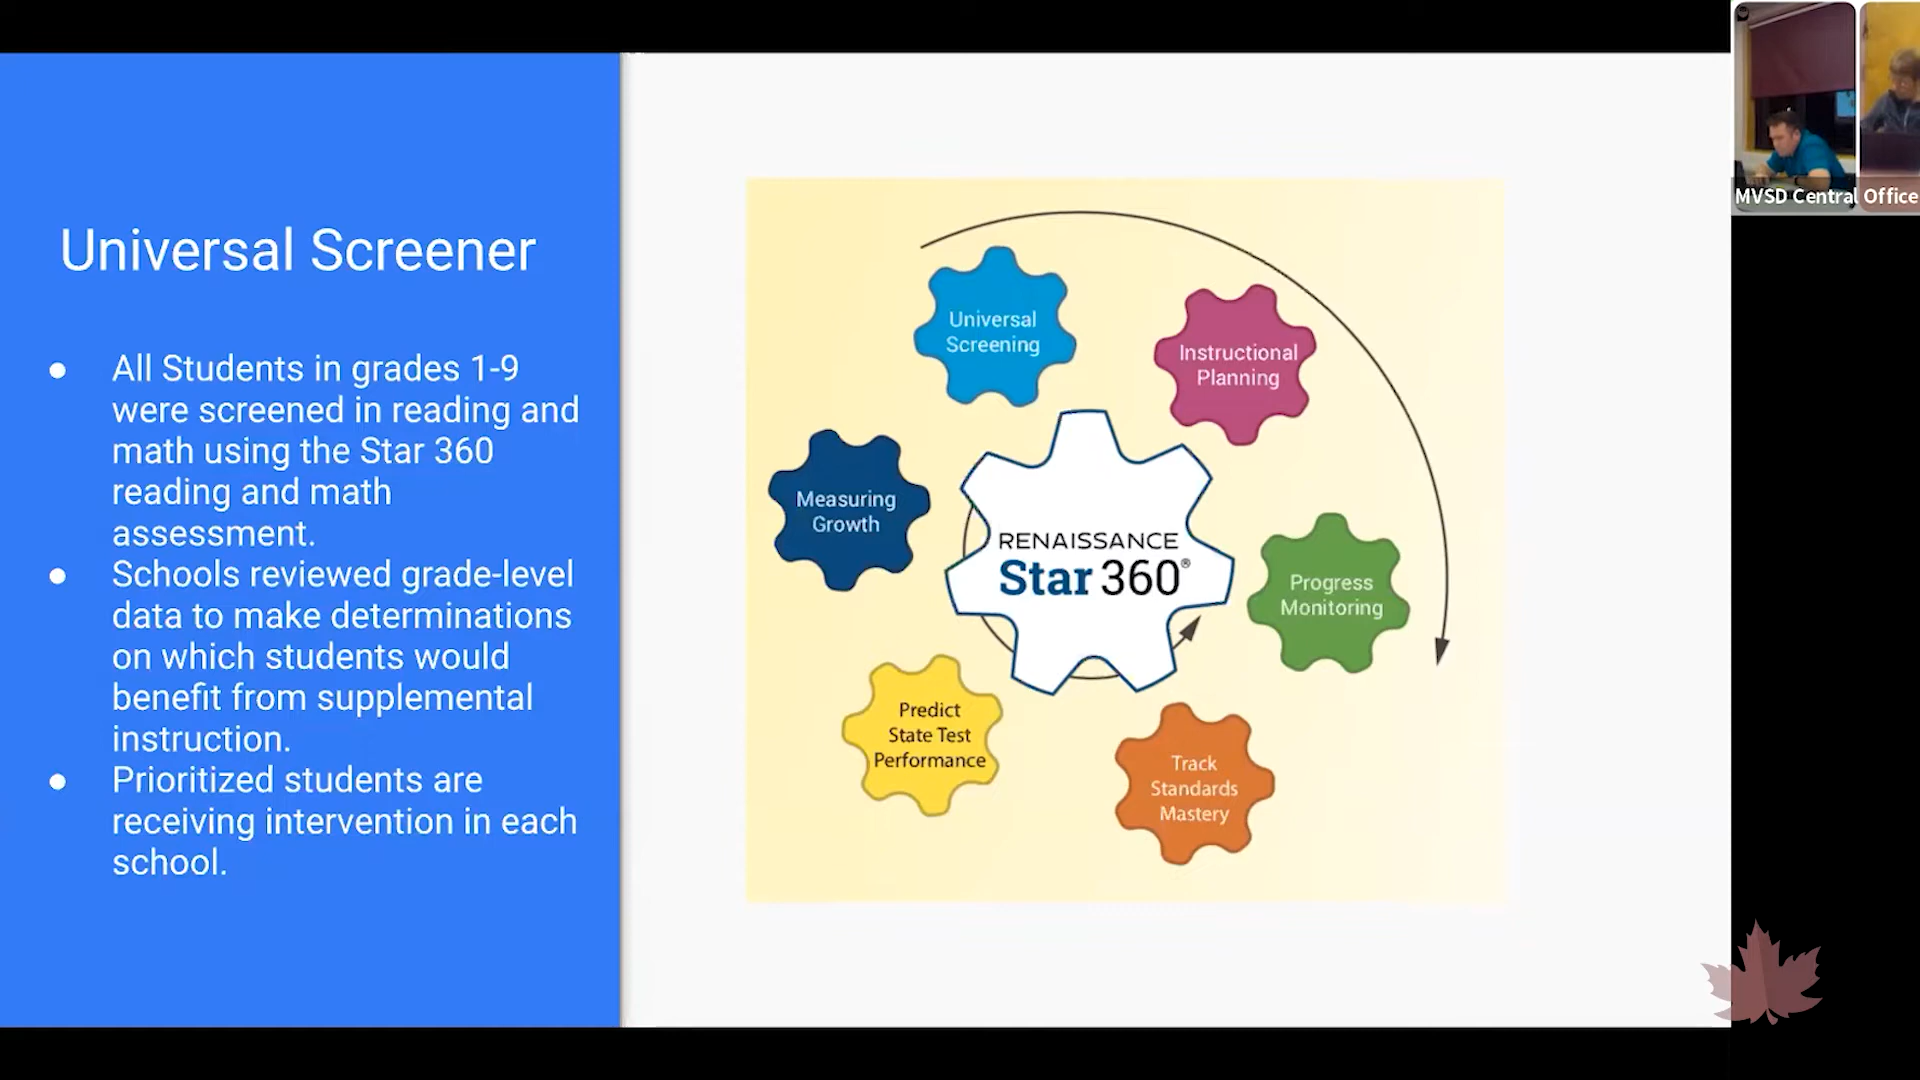 Universal Screener
● All Students in grades 1-9
were screened in reading and
math using the Star 360
reading and math
assessment.
● Schools reviewed grade-level
data to make determinations
on which students would
benefit from supplemental
instruction.
● Prioritized students are
receiving intervention in each
school.
Universal
Screening
Instructional
Planning
Measuring
Growth
RENAISSANCE
Star 360®
Progress
Monitoring
Predict
State Test
Performance
Track
Standards
Mastery
MVSD Central Office